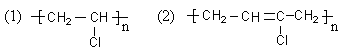 (1) -[CH₂-CH]n- (2) -[CH₂-CH=C-CH₂]n-
Cl Cl